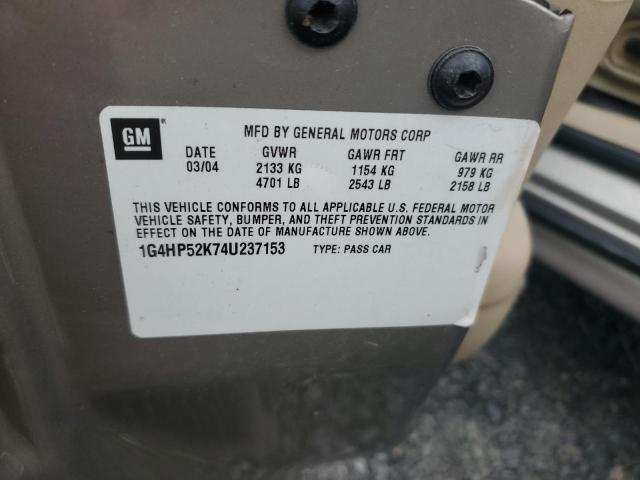 GM ®
MFD BY GENERAL MOTORS CORP
DATE GVWR GAWR FRT GAWR RR
03/04 2133 KG 1154 KG 979 KG
4701 LB 2543 LB 2158 LB
THIS VEHICLE CONFORMS TO ALL APPLICABLE U.S. FEDERAL MOTOR
VEHICLE SAFETY, BUMPER, AND THEFT PREVENTION STANDARDS IN
EFFECT ON THE DATE OF MANUFACTURE SHOWN ABOVE.
1G4HP52K74U237153 TYPE: PASS CAR